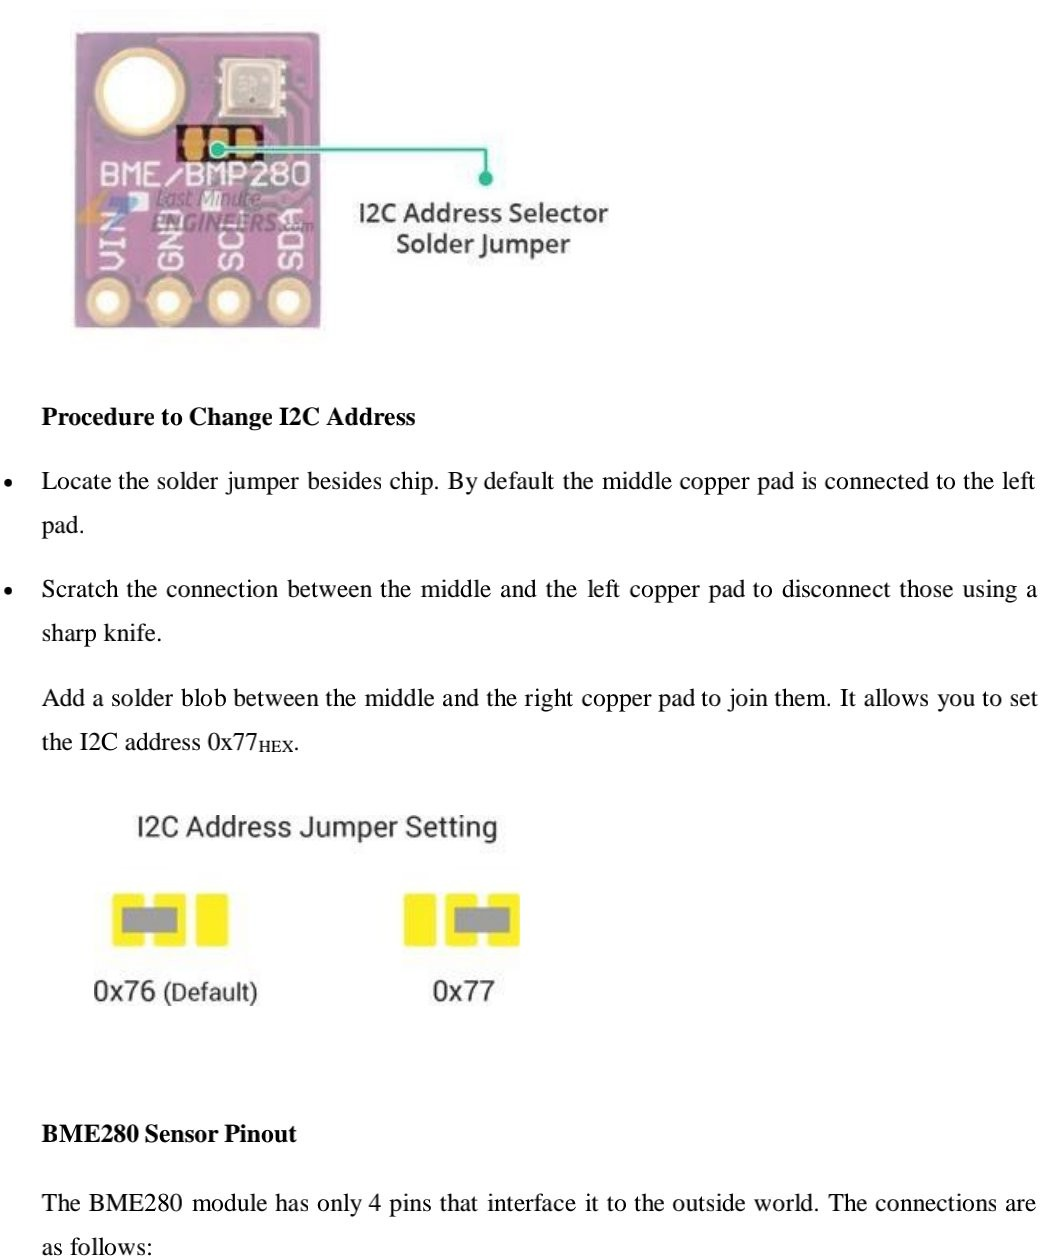 BME/BMP280
Last Minute
ENGINEERS.com
VIN
GND
SCL
SDA
I2C Address Selector
Solder Jumper
Procedure to Change I2C Address
• Locate the solder jumper besides chip. By default the middle copper pad is connected to the left
pad.
• Scratch the connection between the middle and the left copper pad to disconnect those using a
sharp knife.
Add a solder blob between the middle and the right copper pad to join them. It allows you to set
the I2C address 0x77HEX.
I2C Address Jumper Setting
0x76 (Default)
0x77
BME280 Sensor Pinout
The BME280 module has only 4 pins that interface it to the outside world. The connections are
as follows: